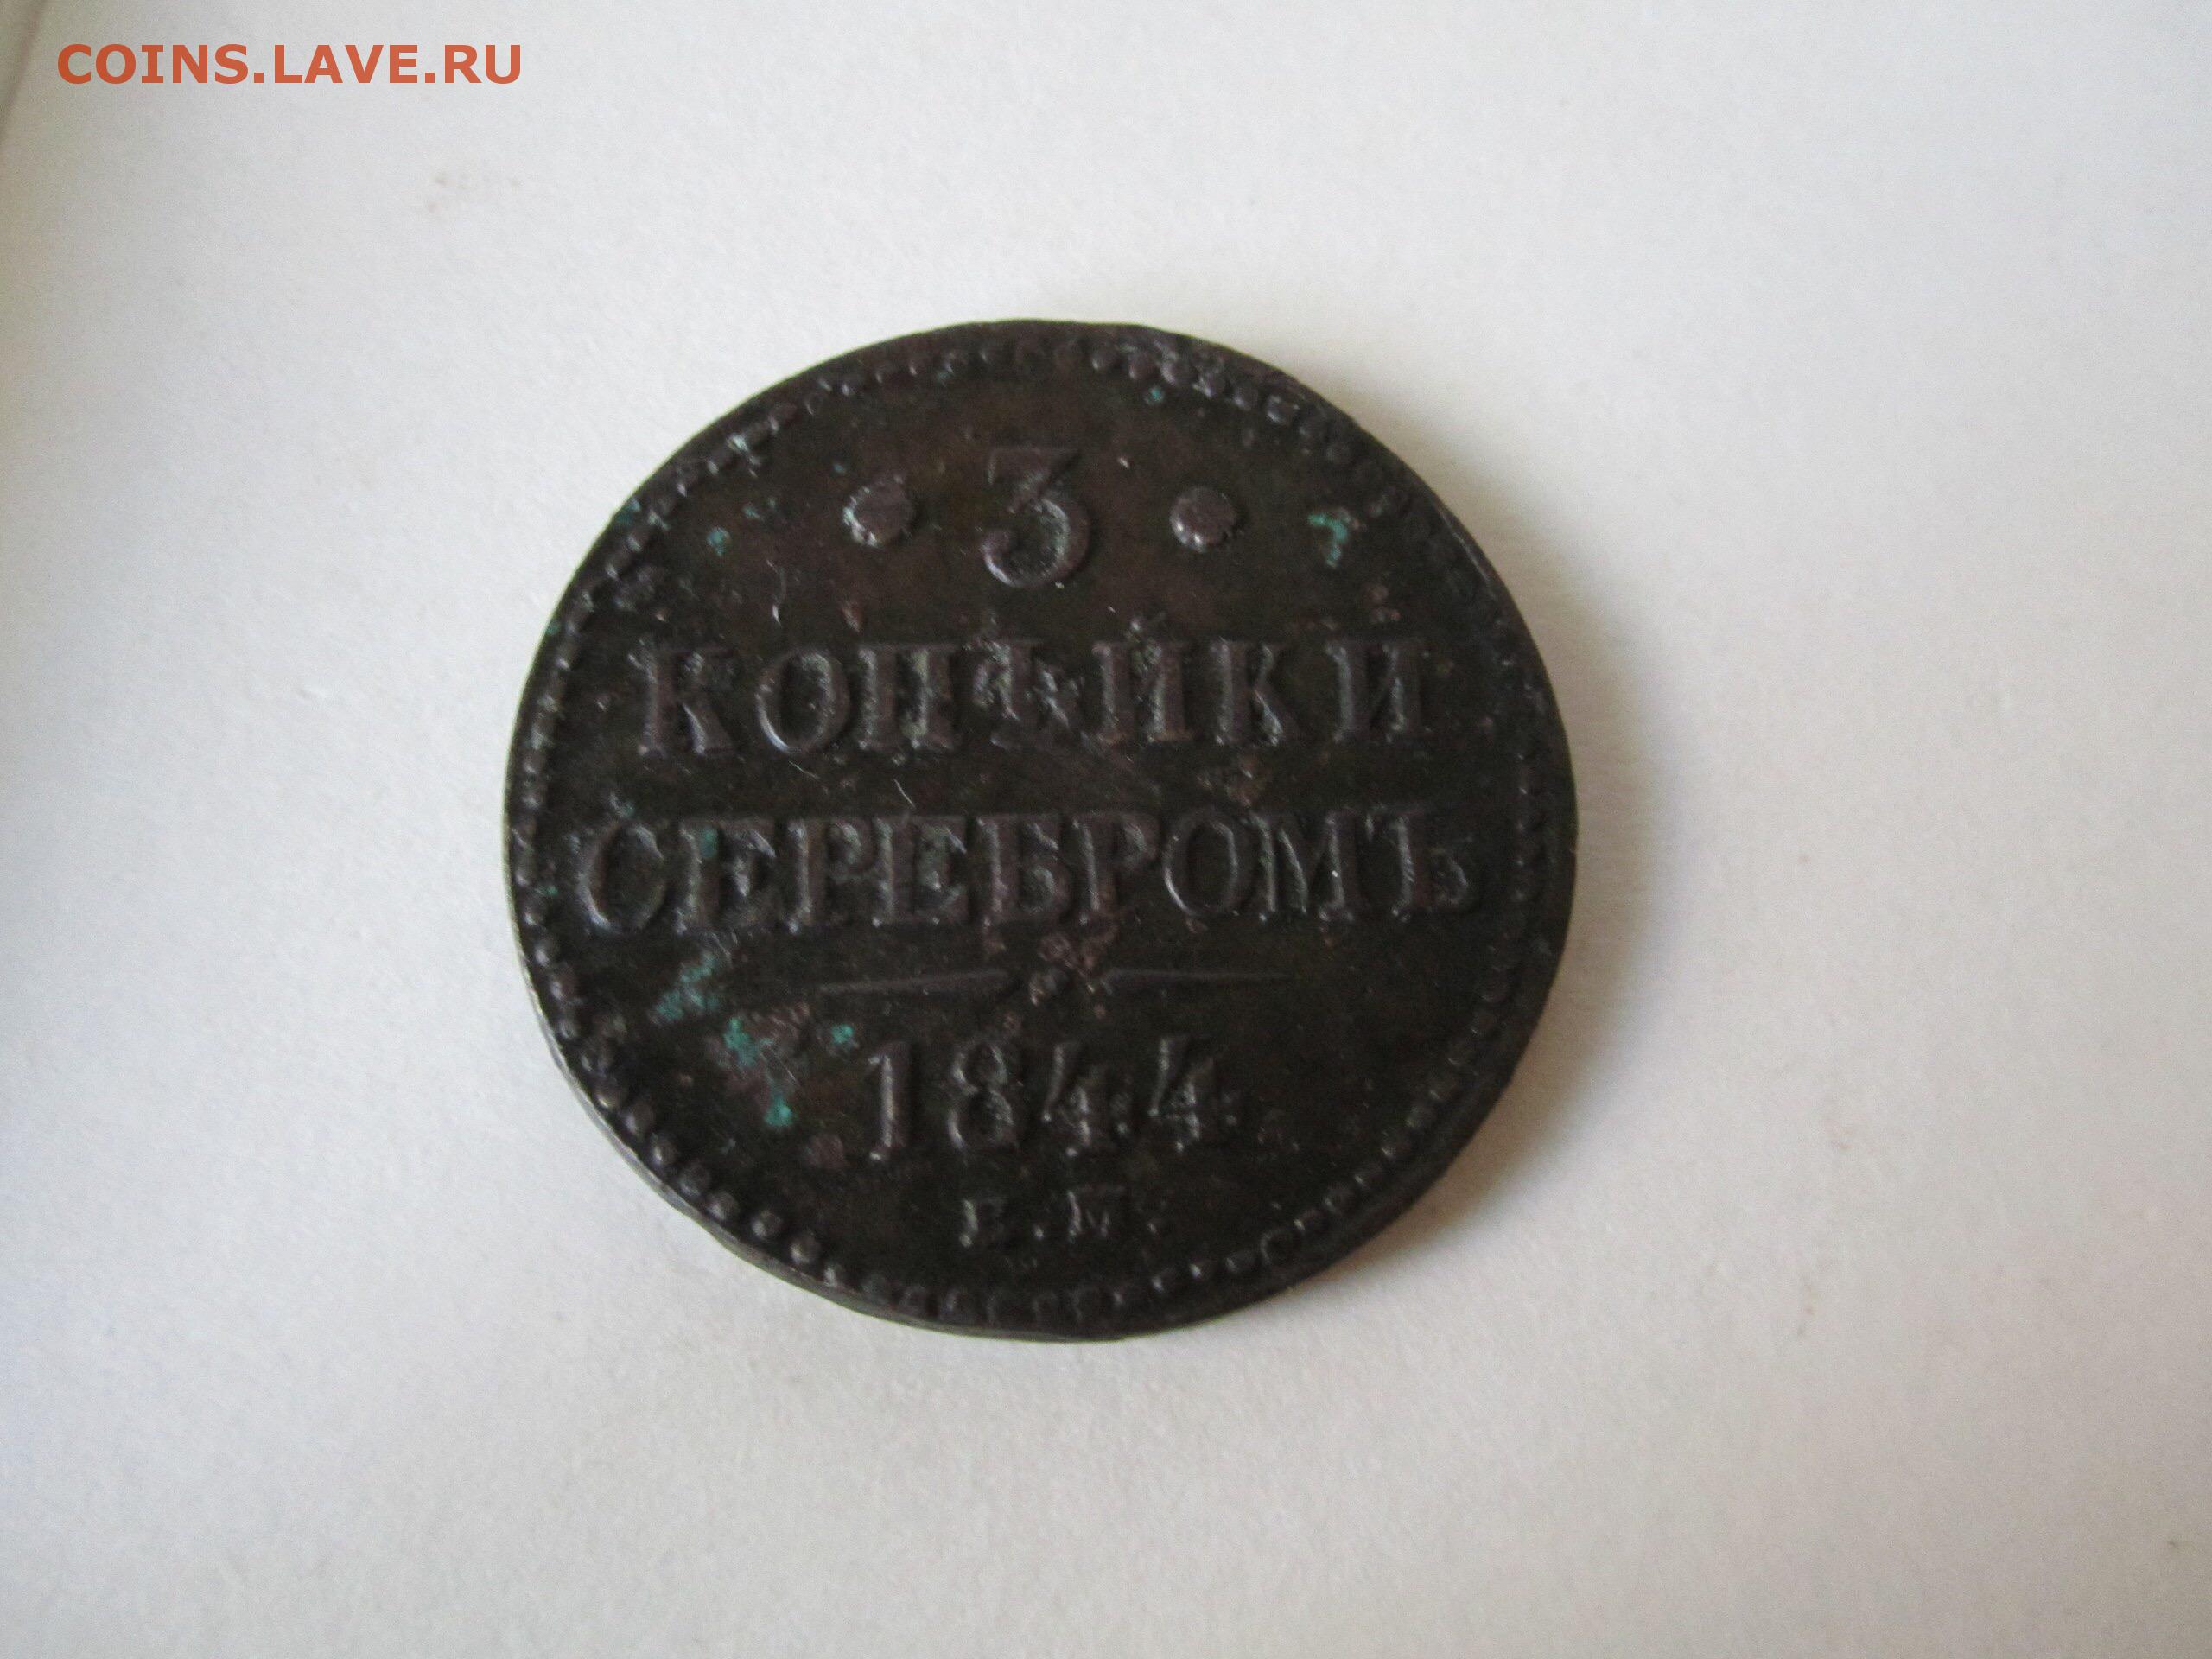 COINS.LAVE.RU
· 3 ·
КОПѢЙКИ
СЕРЕБРОМЪ
1844.
Е.М.